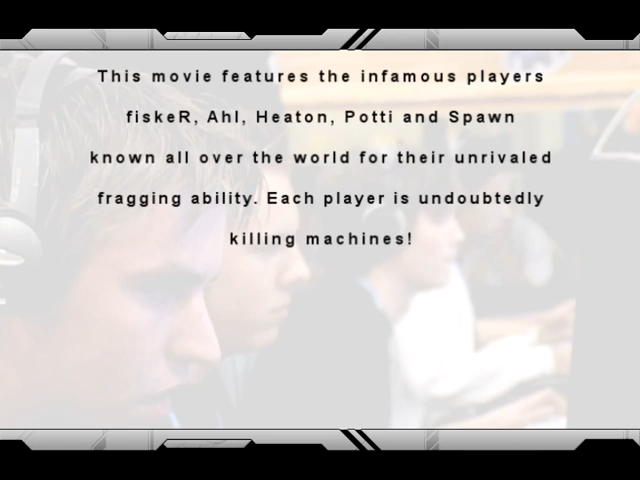 This movie features the infamous players
fiskeR, Ahl, Heaton, Potti and Spawn
known all over the world for their unrivaled
fragging ability. Each player is undoubtedly
killing machines!